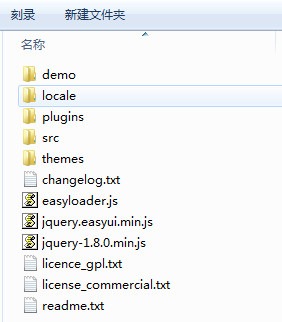 刻录 新建文件夹
名称
demo
locale
plugins
src
themes
changelog.txt
easyloader.js
jquery.easyui.min.js
jquery-1.8.0.min.js
licence_gpl.txt
license_commercial.txt
readme.txt